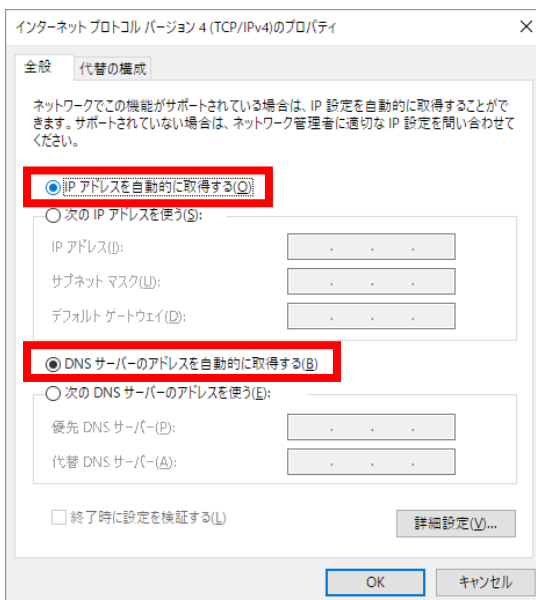 インターネット プロトコル バージョン 4 (TCP/IPv4)のプロパティ
全般
代替の構成
ネットワークでこの機能がサポートされている場合は、IP 設定を自動的に取得することがで
きます。サポートされていない場合は、ネットワーク管理者に適切な IP 設定を問い合わせて
ください。
IP アドレスを自動的に取得する(O)
次の IP アドレスを使う(S):
IP アドレス(I):
サブネット マスク(U):
デフォルト ゲートウェイ(D):
DNS サーバーのアドレスを自動的に取得する(B)
次の DNS サーバーのアドレスを使う(E):
優先 DNS サーバー(P):
代替 DNS サーバー(A):
終了時に設定を検証する(L)
詳細設定(V)...
OK
キャンセル